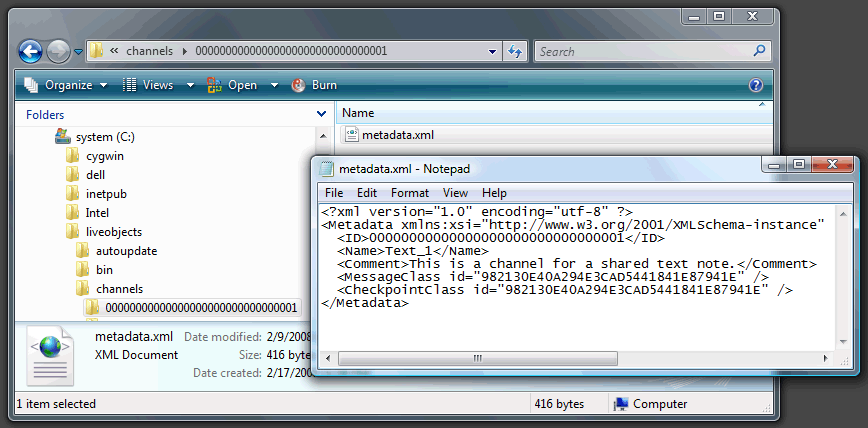 channels 00000000000000000000000000000001
Search
Organize Views Open Burn
Folders
Name
system (C:)
metadata.xml
cygwin
dell
inetpub
Intel
liveobjects
autoupdate
bin
channels
00000000000000000000000000000001
metadata.xml - Notepad
File Edit Format View Help
<?xml version="1.0" encoding="utf-8" ?>
<Metadata xmlns:xsi="http://www.w3.org/2001/XMLSchema-instance"
<ID>00000000000000000000000000000001</ID>
<Name>Text_1</Name>
<Comment>This is a channel for a shared text note.</Comment>
<MessageClass id="982130E40A294E3CAD5441841E87941E" />
<CheckpointClass id="982130E40A294E3CAD5441841E87941E" />
</Metadata>
metadata.xml Date modified: 2/9/2008
XML Document Size: 416 bytes
Date created: 2/17/200
1 item selected 416 bytes Computer